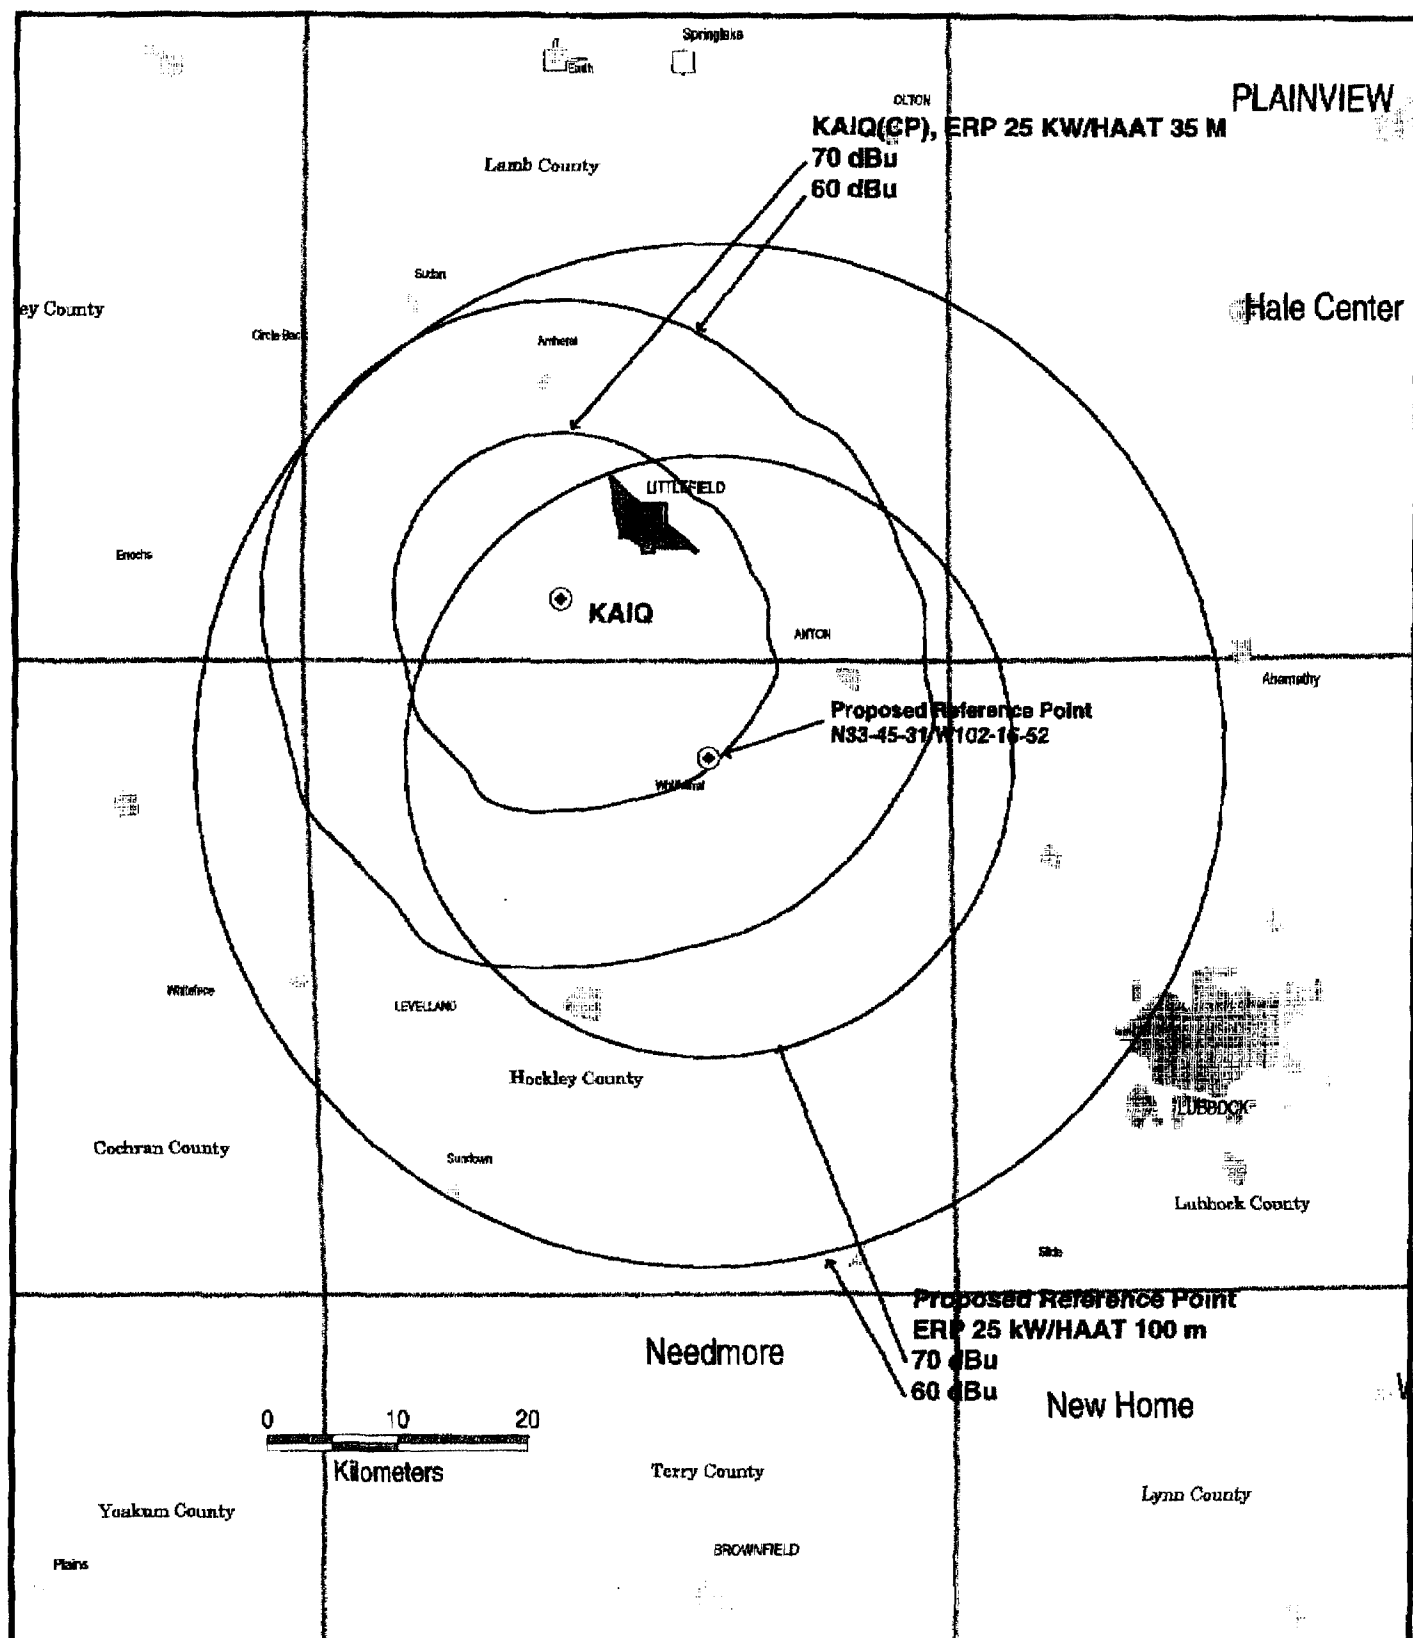 Springlake
Earth
OLTON
PLAINVIEW
KAIQ(CP), ERP 25 KW/HAAT 35 M
70 dBu
60 dBu
Lamb County
Sudan
ey County
Hale Center
Circle Bac
Amherst
LITTLEFIELD
Enochs
KAIQ
ANTON
Abernathy
Proposed Reference Point
N33-45-31/W102-16-52
Whitharral
Whiteface
LEVELLAND
Hockley County
LUBBOCK
Cochran County
Sundown
Lubbock County
Slide
Proposed Reference Point
ERP 25 kW/HAAT 100 m
70 dBu
60 dBu
Needmore
New Home
0 10 20
Kilometers
Terry County
Lynn County
Yoakum County
BROWNFIELD
Plains